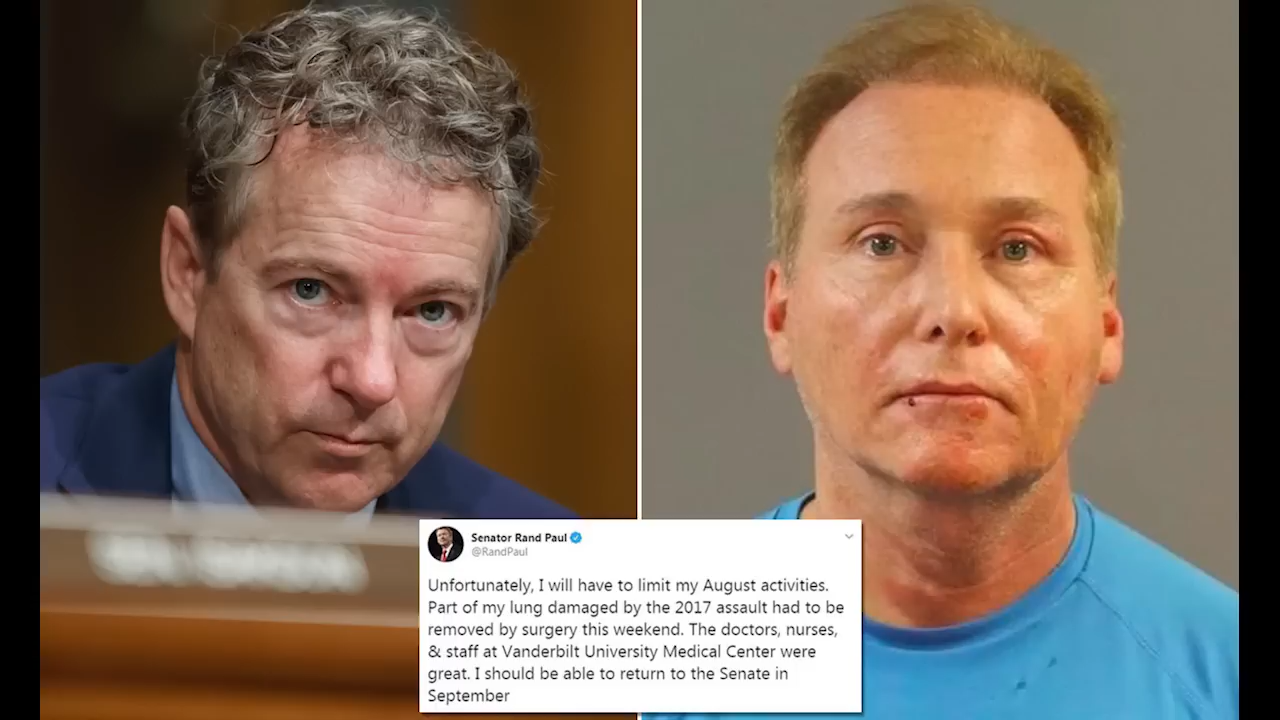 Senator Rand Paul
@RandPaul
Unfortunately, I will have to limit my August activities.
Part of my lung damaged by the 2017 assault had to be
removed by surgery this weekend. The doctors, nurses,
& staff at Vanderbilt University Medical Center were
great. I should be able to return to the Senate in
September